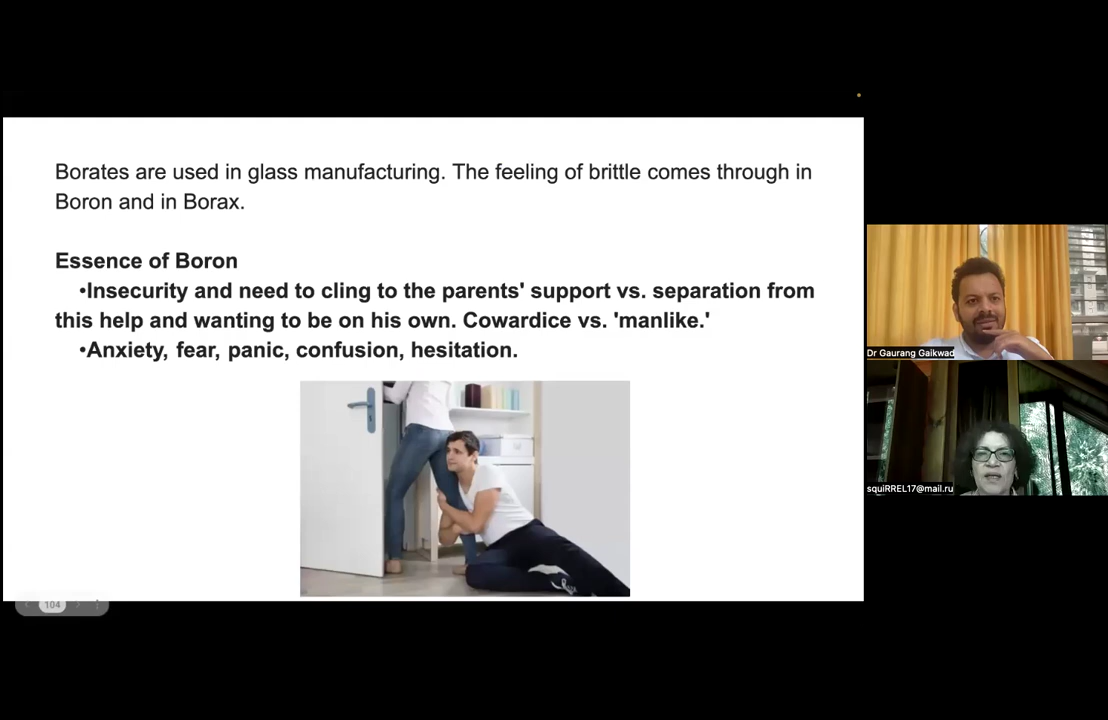 Borates are used in glass manufacturing. The feeling of brittle comes through in
Boron and in Borax.
Essence of Boron
•Insecurity and need to cling to the parents' support vs. separation from
this help and wanting to be on his own. Cowardice vs. 'manlike.'
•Anxiety, fear, panic, confusion, hesitation.
Dr Gaurang Gaikwad
squiRREL17@mail.ru
104